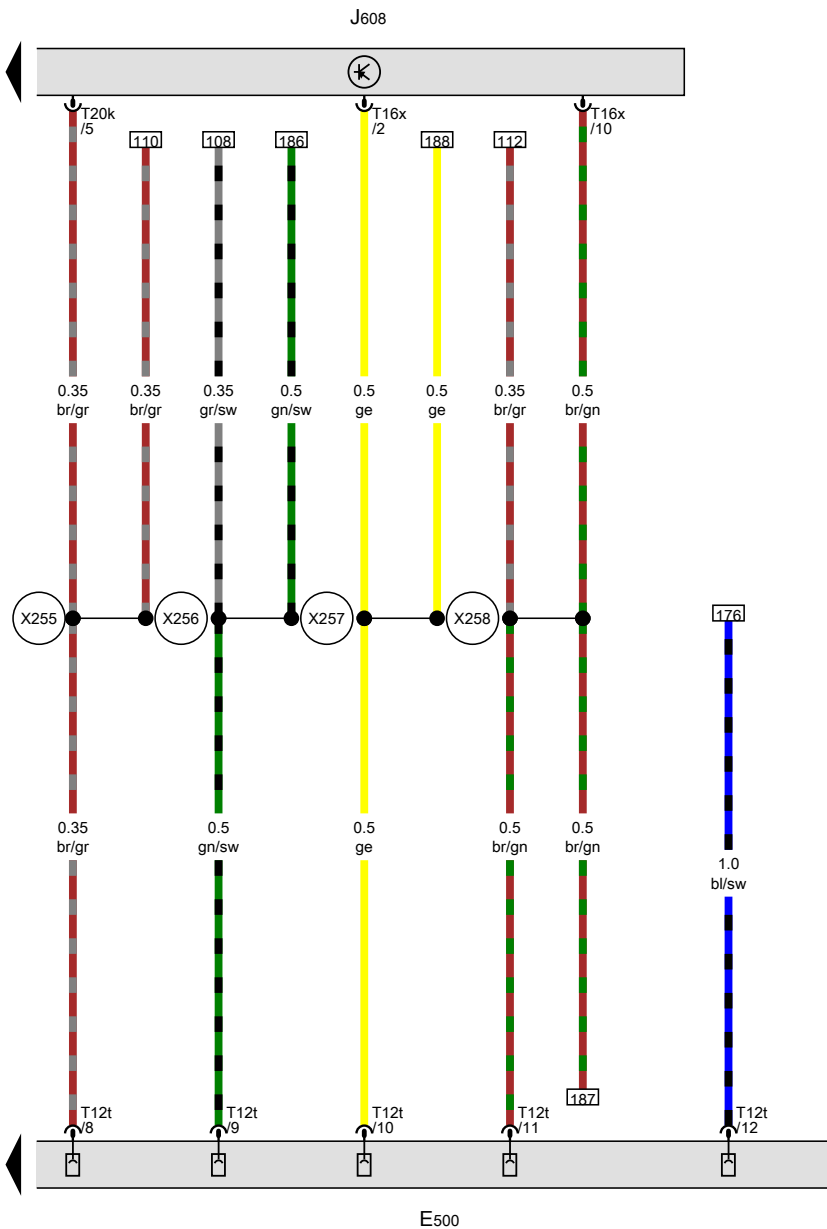 J608
T20k
/5
T16x
/2
T16x
/10
110
108
186
188
112
0.35
br/gr
0.35
br/gr
0.35
gr/sw
0.5
gn/sw
0.5
ge
0.5
ge
0.35
br/gr
0.5
br/gn
X255
X256
X257
X258
176
0.35
br/gr
0.5
gn/sw
0.5
ge
0.5
br/gn
0.5
br/gn
1.0
bl/sw
187
T12t
/8
T12t
/9
T12t
/10
T12t
/11
T12t
/12
E500